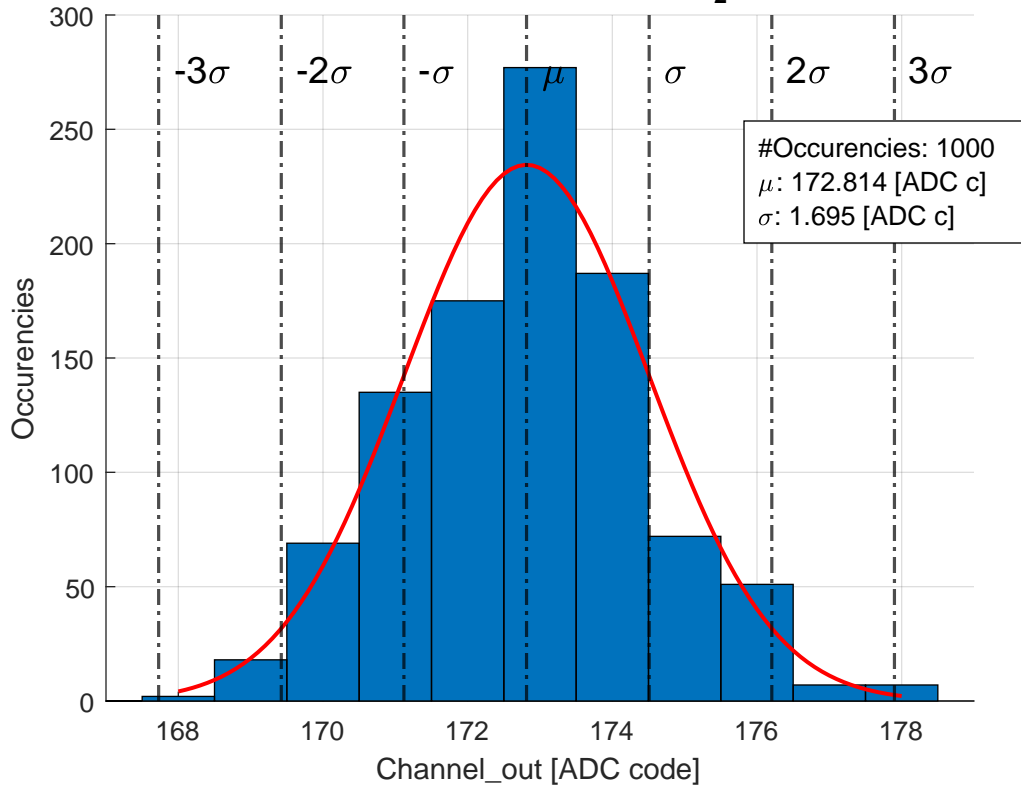 2
300
-3σ -2σ -σ μ σ 2σ 3σ
250
#Occurencies: 1000
μ: 172.814 [ADC c]
σ: 1.695 [ADC c]
200
Occurencies
150
100
50
0
168 170 172 174 176 178
Channel_out [ADC code]